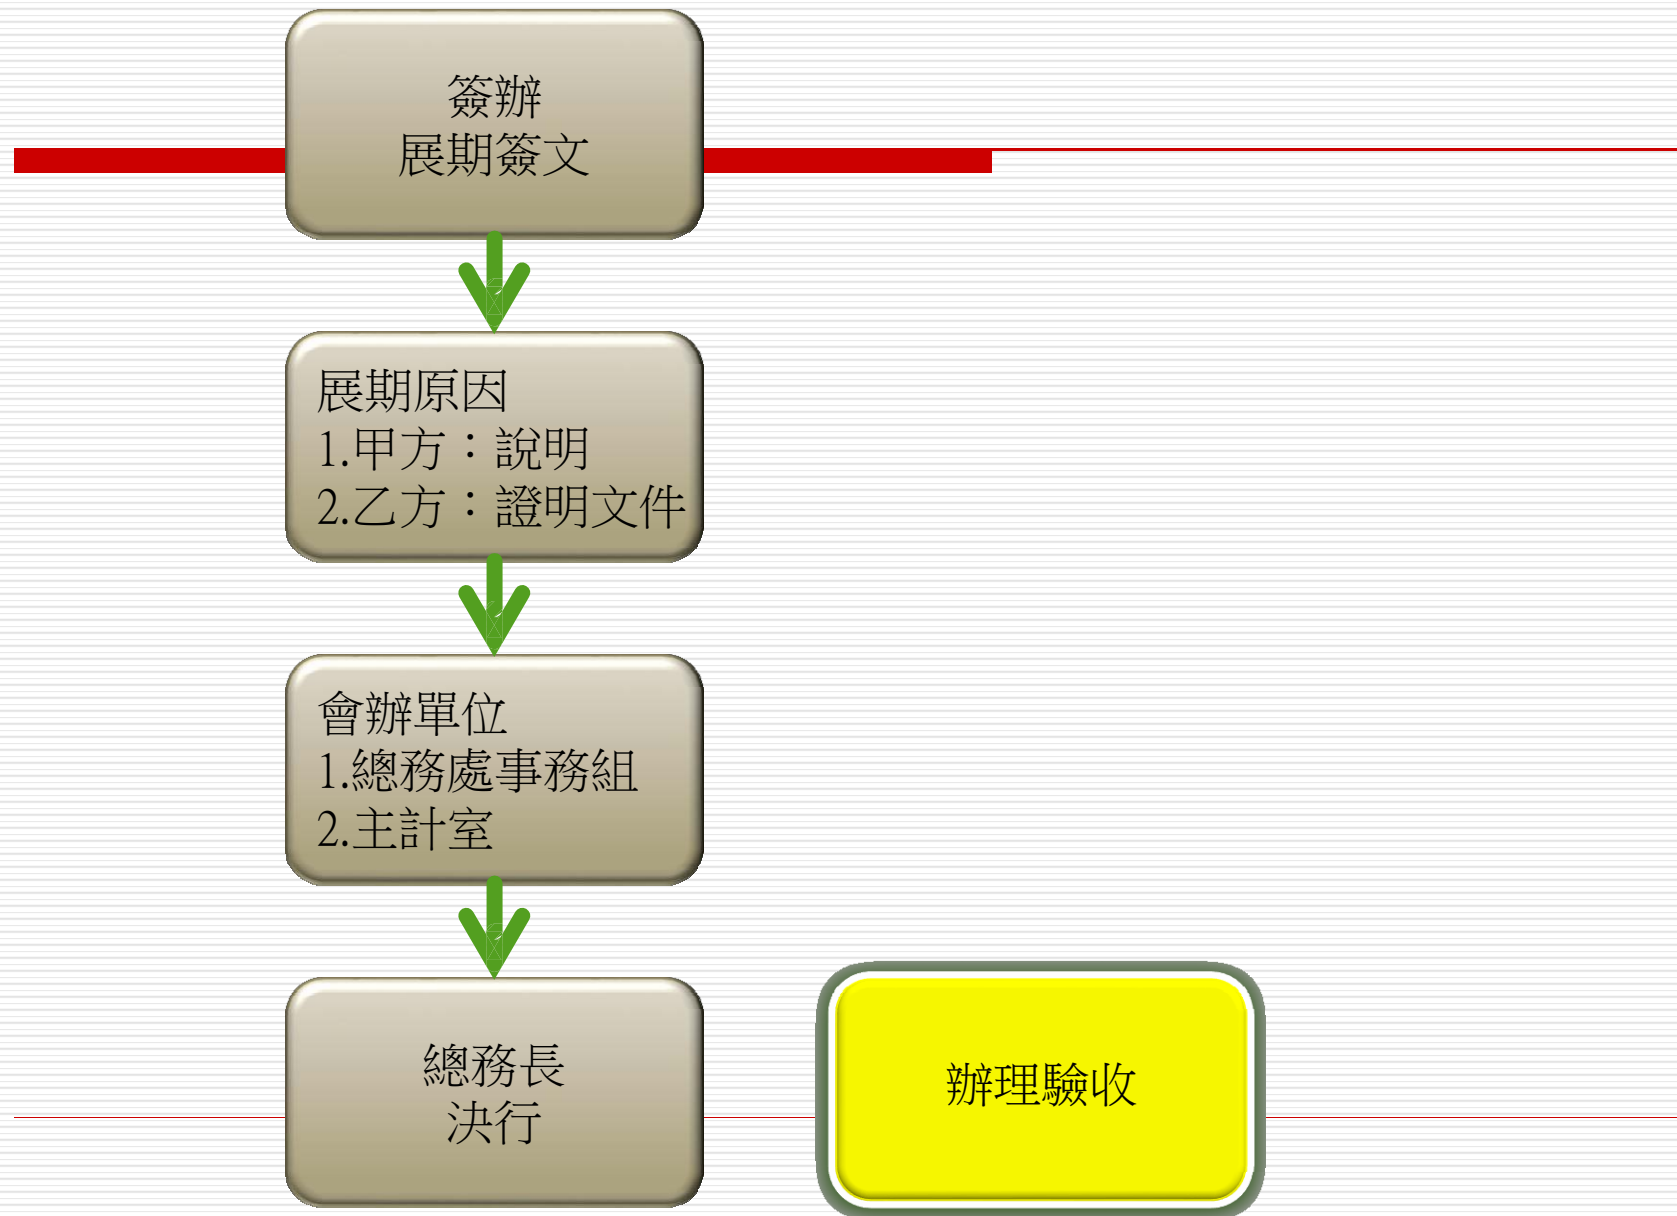 簽辦
展期簽文
展期原因
1.甲方：說明
2.乙方：證明文件
會辦單位
1.總務處事務組
2.主計室
總務長
決行
辦理驗收